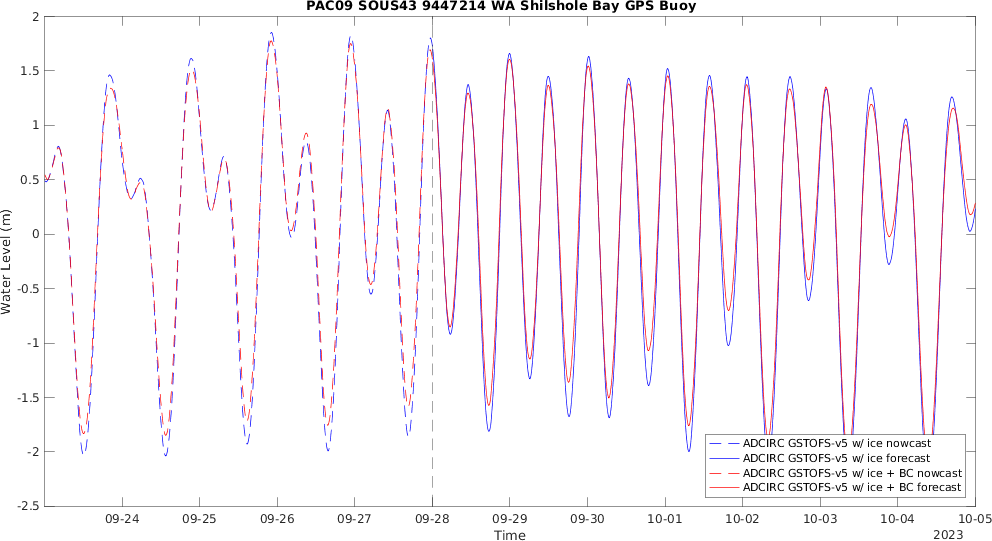 PAC09 SOUS43 9447214 WA Shilshole Bay GPS Buoy
2
1.5
1
0.5
0
-0.5
-1
-1.5
-2
-2.5
Water Level (m)
ADCIRC GSTOFS-v5 w/ ice nowcast
ADCIRC GSTOFS-v5 w/ ice forecast
ADCIRC GSTOFS-v5 w/ ice + BC nowcast
ADCIRC GSTOFS-v5 w/ ice + BC forecast
09-24 09-25 09-26 09-27 09-28 09-29 09-30 10-01 10-02 10-03 10-04 10-05
Time
2023